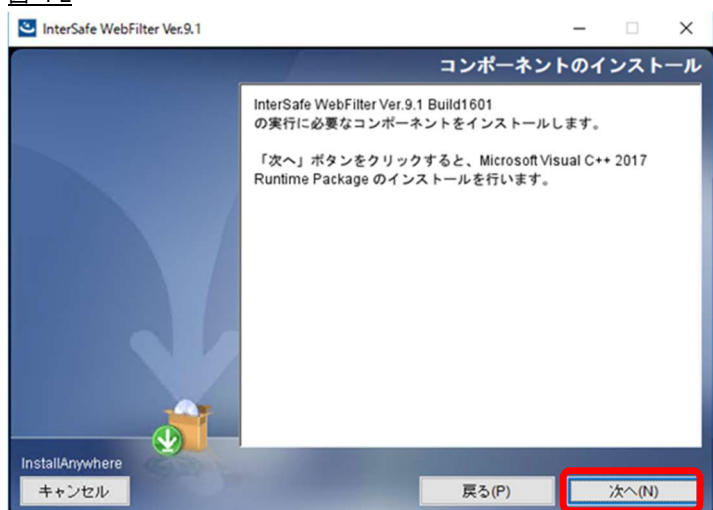 InterSafe WebFilter Ver.9.1
コンポーネントのインストール
InterSafe WebFilter Ver.9.1 Build1601
の実行に必要なコンポーネントをインストールします。
「次へ」ボタンをクリックすると、Microsoft Visual C++ 2017
Runtime Package のインストールを行います。
InstallAnywhere
キャンセル
戻る(P)
次へ(N)